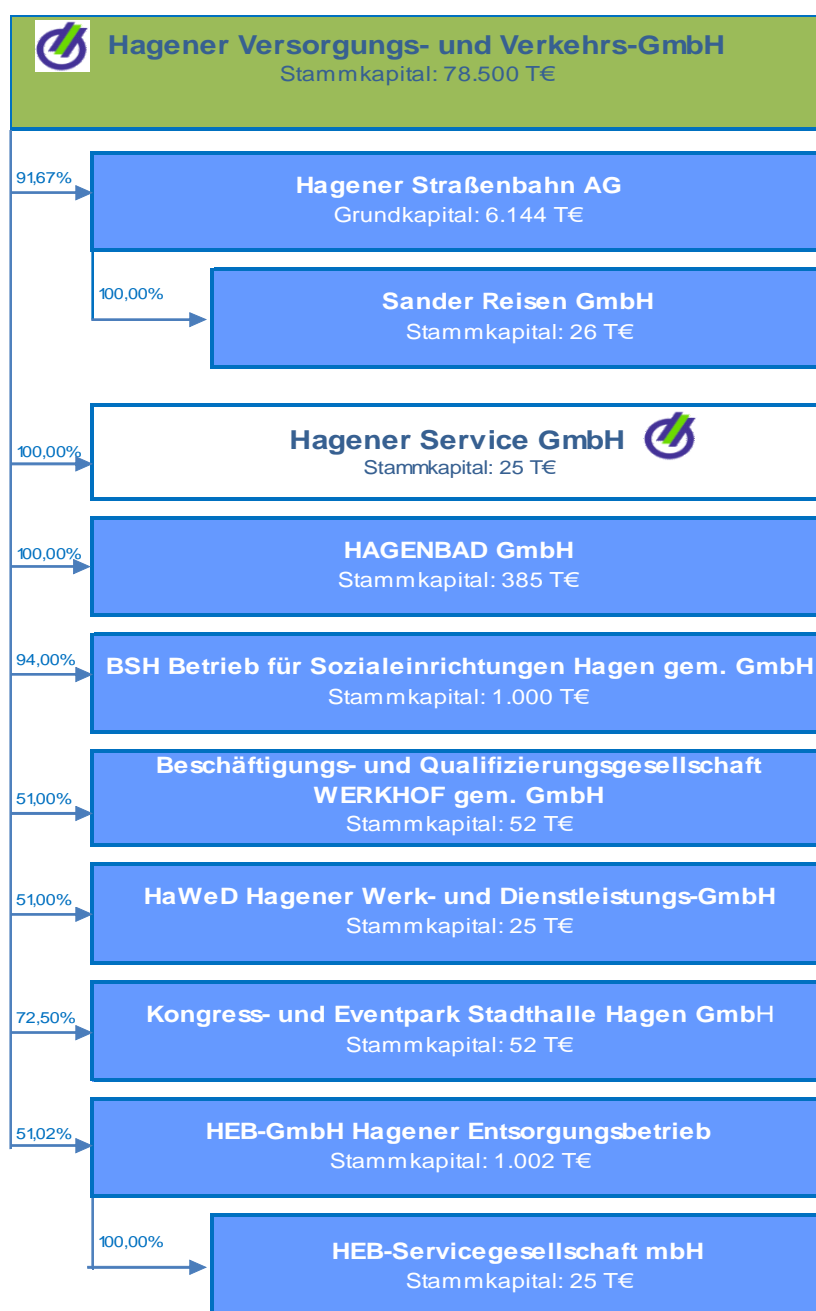 Hagener Versorgungs- und Verkehrs-GmbH
Stammkapital: 78.500 T€
91,67%
Hagener Straßenbahn AG
Grundkapital: 6.144 T€
100,00%
Sander Reisen GmbH
Stammkapital: 26 T€
100,00%
Hagener Service GmbH
Stammkapital: 25 T€
100,00%
HAGENBAD GmbH
Stammkapital: 385 T€
94,00%
BSH Betrieb für Sozialeinrichtungen Hagen gem. GmbH
Stammkapital: 1.000 T€
51,00%
Beschäftigungs- und Qualifizierungsgesellschaft
WERKHOF gem. GmbH
Stammkapital: 52 T€
51,00%
HaWeD Hagener Werk- und Dienstleistungs-GmbH
Stammkapital: 25 T€
72,50%
Kongress- und Eventpark Stadthalle Hagen GmbH
Stammkapital: 52 T€
51,02%
HEB-GmbH Hagener Entsorgungsbetrieb
Stammkapital: 1.002 T€
100,00%
HEB-Servicegesellschaft mbH
Stammkapital: 25 T€